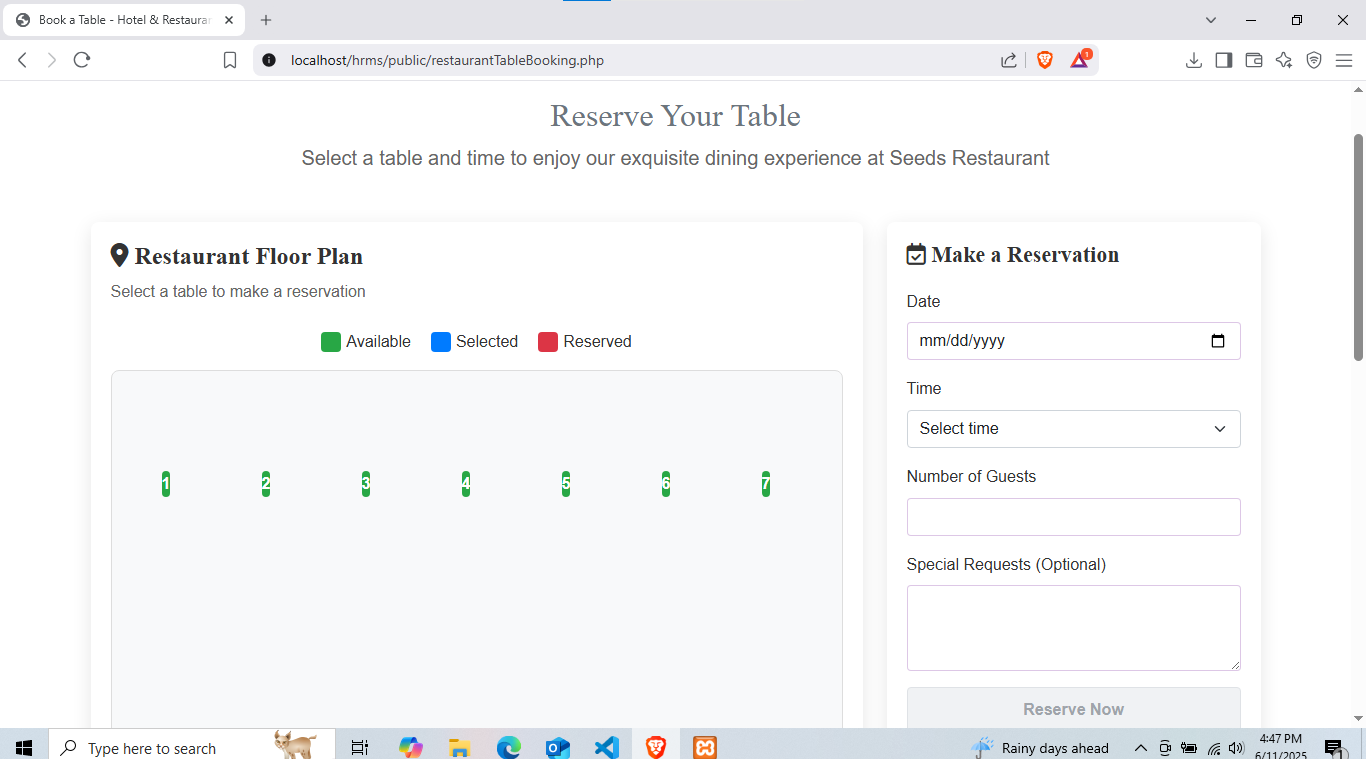 Book a Table - Hotel & Restaura
localhost/hrms/public/restaurantTableBooking.php
1
Reserve Your Table
Select a table and time to enjoy our exquisite dining experience at Seeds Restaurant
Restaurant Floor Plan
Select a table to make a reservation
Available
Selected
Reserved
1 2 3 4 5 6 7
Make a Reservation
Date
mm/dd/yyyy
Time
Select time
Number of Guests
Special Requests (Optional)
Reserve Now
Type here to search
Rainy days ahead
4:47 PM
6/11/2025
1